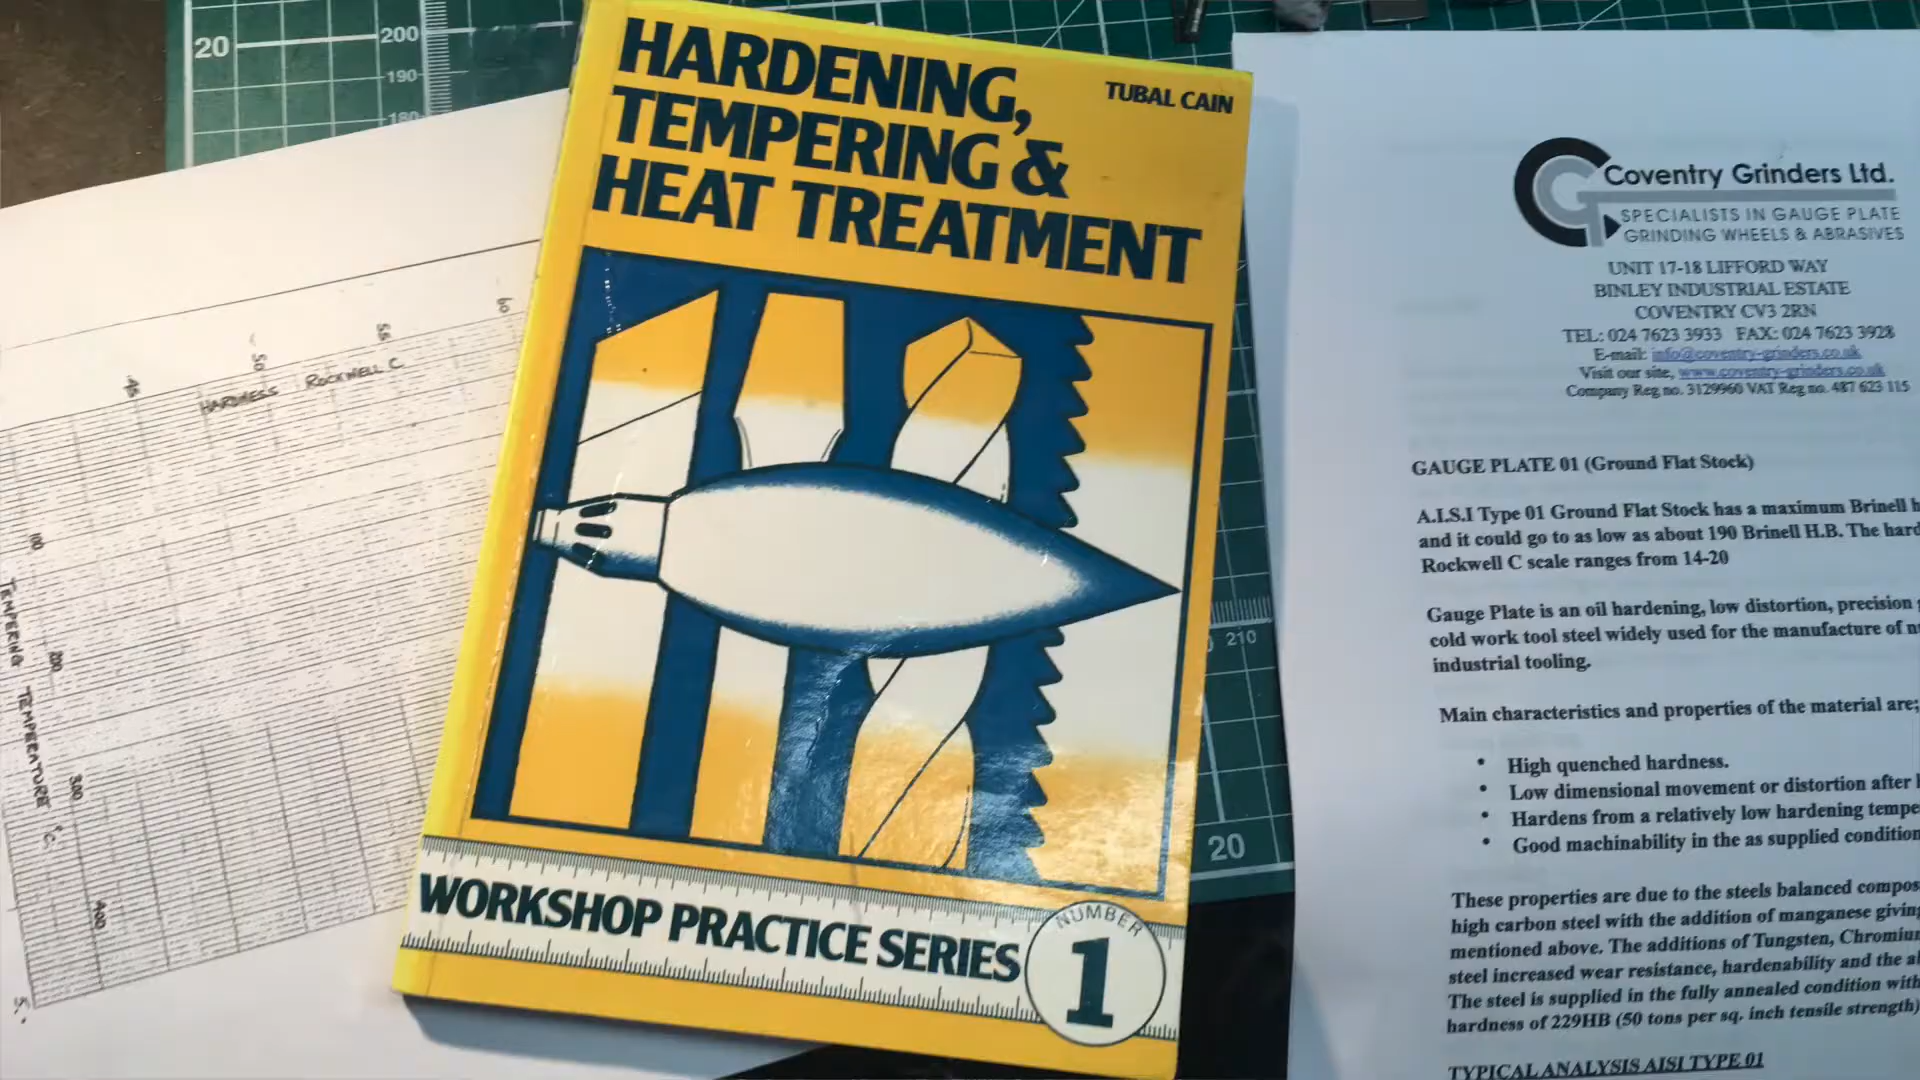 20
200
190
180
60
55
50
45
HARDNESS ROCKWELL C
100
200
300
400
TEMPERING TEMPERATURE °C
HARDENING,
TEMPERING &
HEAT TREATMENT
TUBAL CAIN
WORKSHOP PRACTICE SERIES
NUMBER
1
210
20
Coventry Grinders Ltd.
SPECIALISTS IN GAUGE PLATE
GRINDING WHEELS & ABRASIVES
UNIT 17-18 LIFFORD WAY
BINLEY INDUSTRIAL ESTATE
COVENTRY CV3 2RN
TEL: 024 7623 3933 FAX: 024 7623 3928
E-mail: info@coventry-grinders.co.uk
Visit our site, www.coventry-grinders.co.uk
Company Reg no. 3129960 VAT Reg no. 487 623 115
GAUGE PLATE 01 (Ground Flat Stock)
A.I.S.I Type 01 Ground Flat Stock has a maximum Brinell
and it could go to as low as about 190 Brinell H.B. The
Rockwell C scale ranges from 14-20
Gauge Plate is an oil hardening, low distortion, precision
cold work tool steel widely used for the manufacture of
industrial tooling.
Main characteristics and properties of the material are;
• High quenched hardness.
• Low dimensional movement or distortion after
• Hardens from a relatively low hardening
• Good machinability in the as supplied condition
These properties are due to the steels balanced
high carbon steel with the addition of manganese
mentioned above. The additions of Tungsten,
steel increased wear resistance, hardenability and the
The steel is supplied in the fully annealed condition
hardness of 229HB (50 tons per sq. inch tensile strength)
TYPICAL ANALYSIS AISI TYPE 01